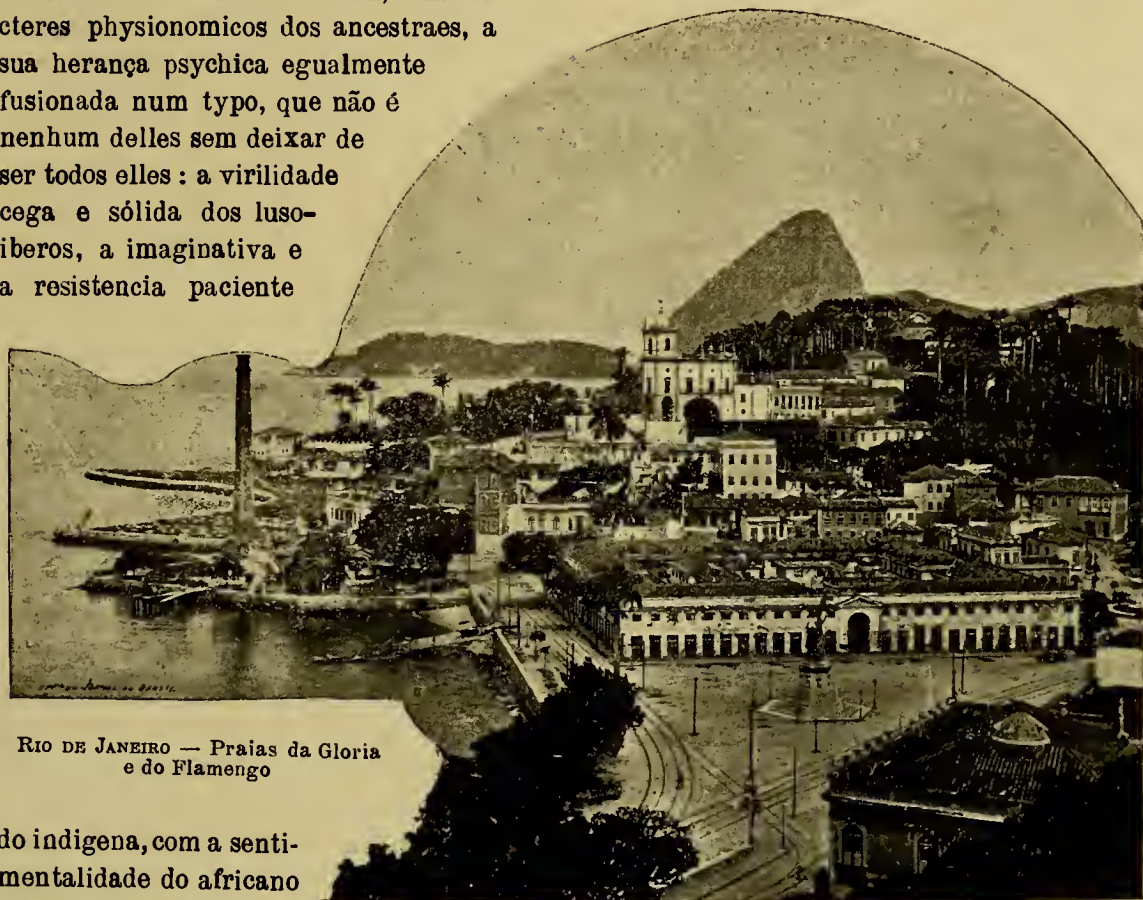 cteres physionomicos dos ancestraes, a
sua herança psychica egualmente
fusionada num typo, que não é
nenhum delles sem deixar de
ser todos elles : a virilidade
cega e sólida dos luso-
iberos, a imaginativa e
a resistencia paciente
RIO DE JANEIRO — Praias da Gloria
e do Flamengo
do indigena, com a senti-
mentalidade do africano